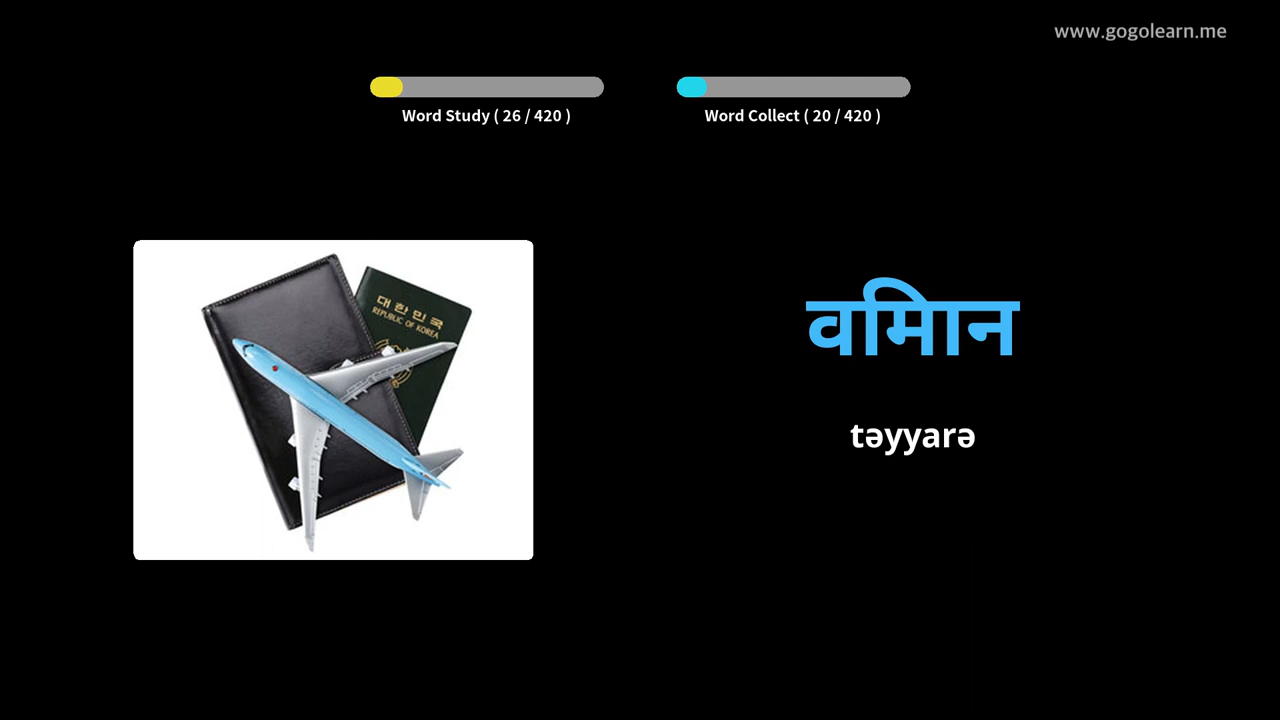 www.gogolearn.me
Word Study ( 26 / 420 )
Word Collect ( 20 / 420 )
대한민국
REPUBLIC OF KOREA
वमिान
təyyarə